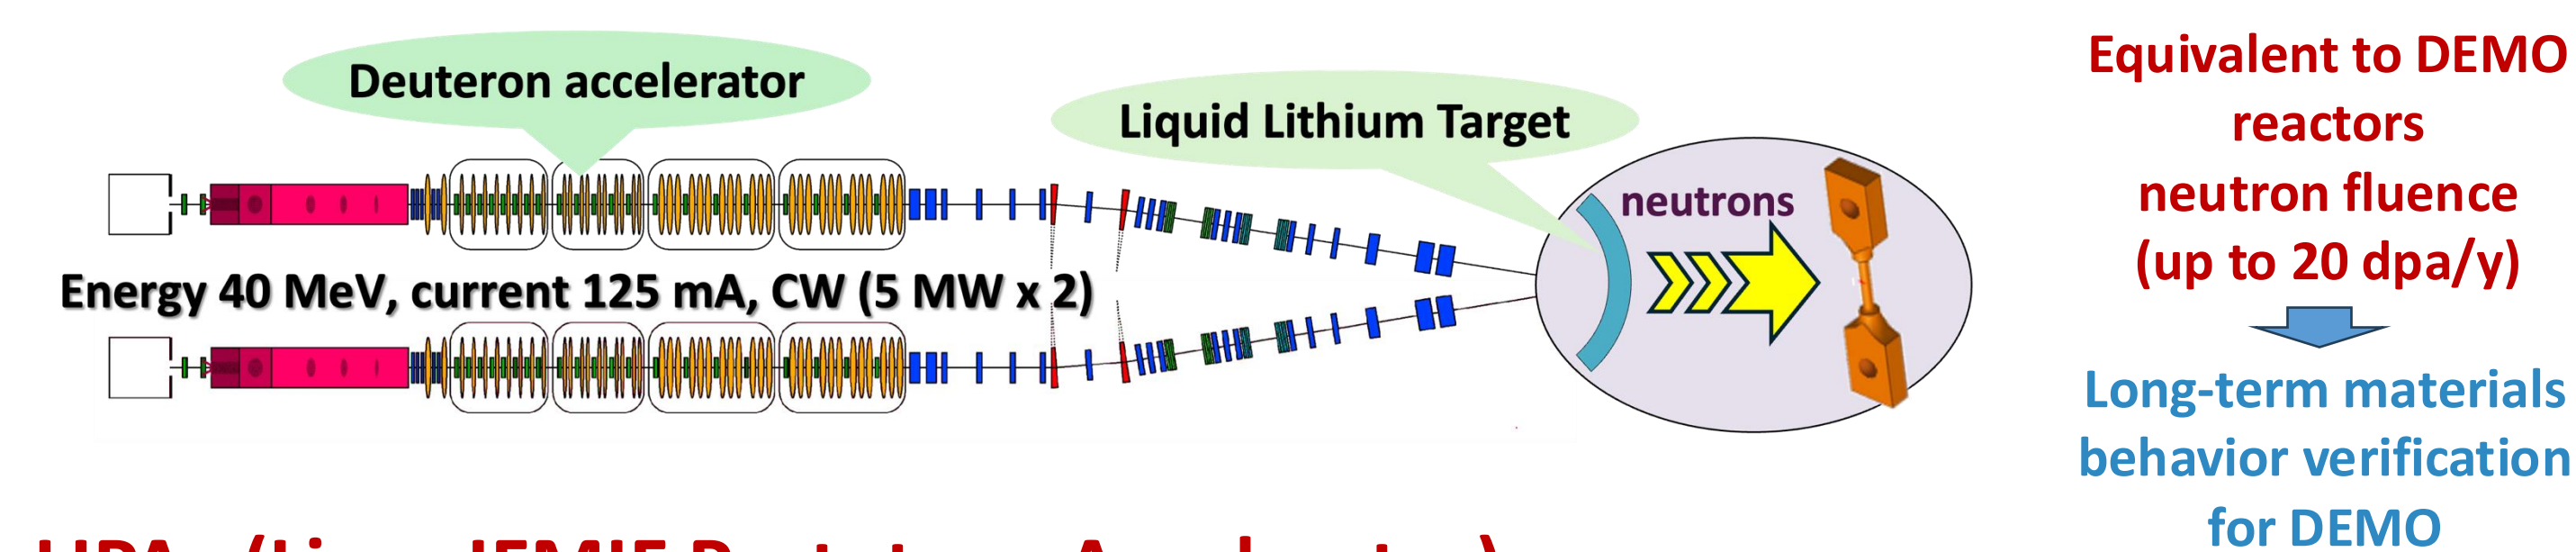 Deuteron accelerator
Liquid Lithium Target
neutrons
Energy 40 MeV, current 125 mA, CW (5 MW x 2)
Equivalent to DEMO
reactors
neutron fluence
(up to 20 dpa/y)
Long-term materials
behavior verification
for DEMO